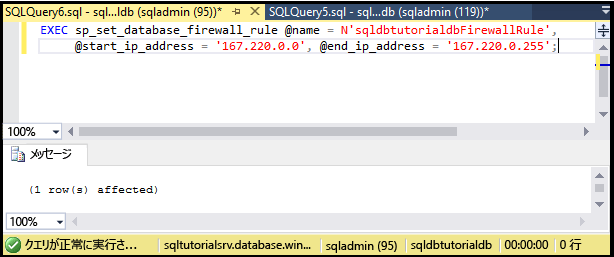 SQLQuery6.sql - sql...ldb (sqladmin (95))* SQLQuery5.sql - sql...db (sqladmin (119))*
EXEC sp_set_database_firewall_rule @name = N'sqldbtutorialdbFirewallRule',
@start_ip_address = '167.220.0.0', @end_ip_address = '167.220.0.255';
100%
メッセージ
(1 row(s) affected)
100%
クエリが正常に実行さ... sqltutorialsrv.database.win... sqladmin (95) sqldbtutorialdb 00:00:00 0 行